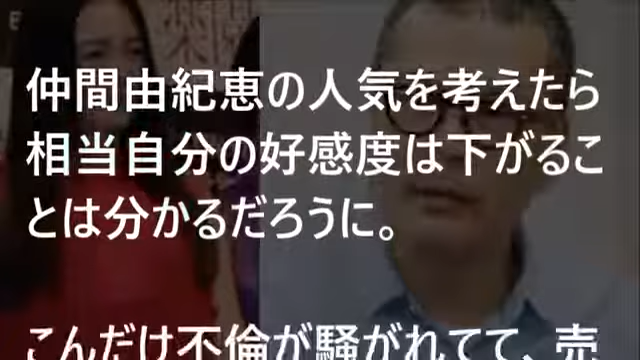 仲間由紀恵の人気を考えたら
相当自分の好感度は下がるこ
とは分かるだろうに。
こんだけ不倫が騒がれてて、売